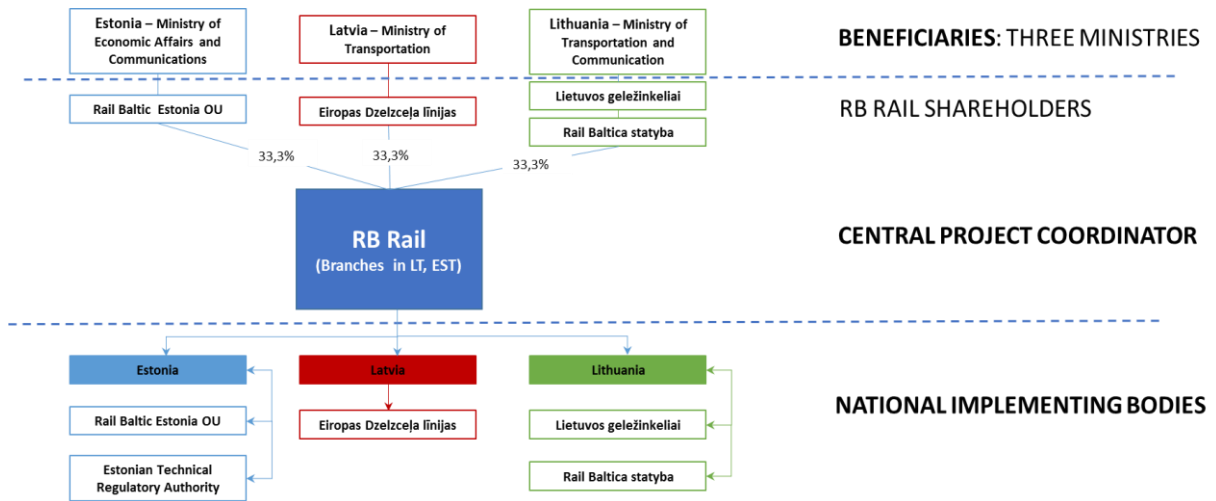 Estonia – Ministry of
Economic Affairs and
Communications
Latvia – Ministry of
Transportation
Lithuania – Ministry of
Transportation and
Communication
BENEFICIARIES: THREE MINISTRIES
Rail Baltic Estonia OU
Eiropas Dzelzceļa līnijas
Lietuvos geležinkeliai
Rail Baltica statyba
RB RAIL SHAREHOLDERS
33,3%
33,3%
33,3%
RB Rail
(Branches in LT, EST)
CENTRAL PROJECT COORDINATOR
Estonia
Latvia
Lithuania
Rail Baltic Estonia OU
Eiropas Dzelzceļa līnijas
Lietuvos geležinkeliai
NATIONAL IMPLEMENTING BODIES
Estonian Technical
Regulatory Authority
Rail Baltica statyba